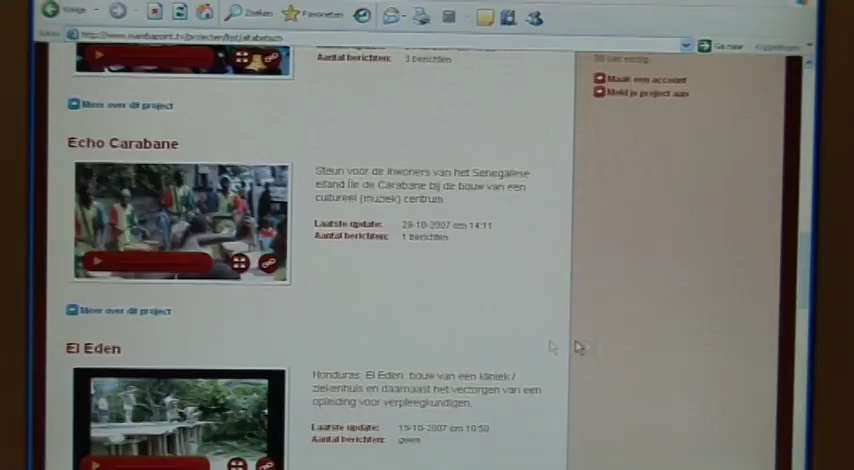 Zoeken
Favorieten
Ga naar
Koppelingen
Aantal berichten: 3 berichten
Maak een account
Meld je project aan
Meer over dit project
Echo Carabane
Steun voor de inwoners van het Senegalese
eiland Île de Carabane bij de bouw van een
cultureel (muziek) centrum.
Laatste update: 26-10-2007 om 14:11
Aantal berichten: 1 berichten
Meer over dit project
El Eden
Honduras: El Eden: bouw van een kliniek /
ziekenhuis en daarnaast het verzorgen van een
opleiding voor verpleegkundigen.
Laatste update: 15-10-2007 om 10:50
Aantal berichten: geen